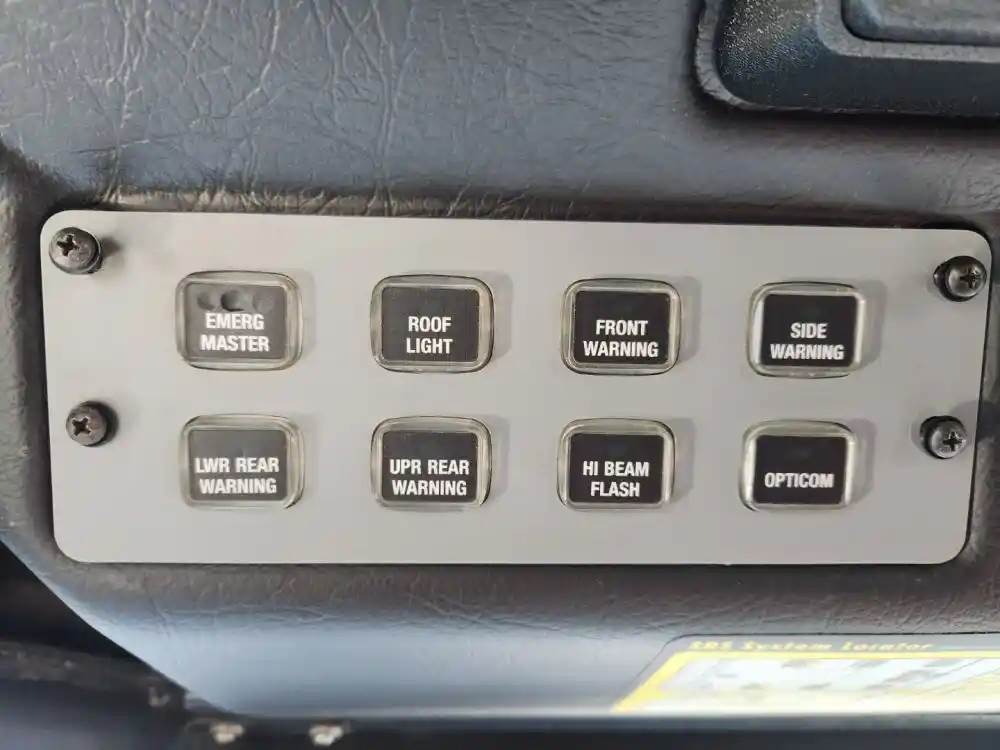 EMERG
MASTER
ROOF
LIGHT
FRONT
WARNING
SIDE
WARNING
LWR REAR
WARNING
UPR REAR
WARNING
HI BEAM
FLASH
OPTICOM
SRS System Locator